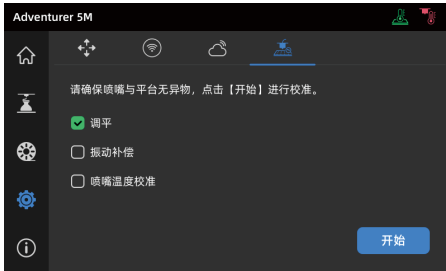 Adventurer 5M
请确保喷嘴与平台无异物，点击【开始】进行校准。
调平
振动补偿
喷嘴温度校准
开始